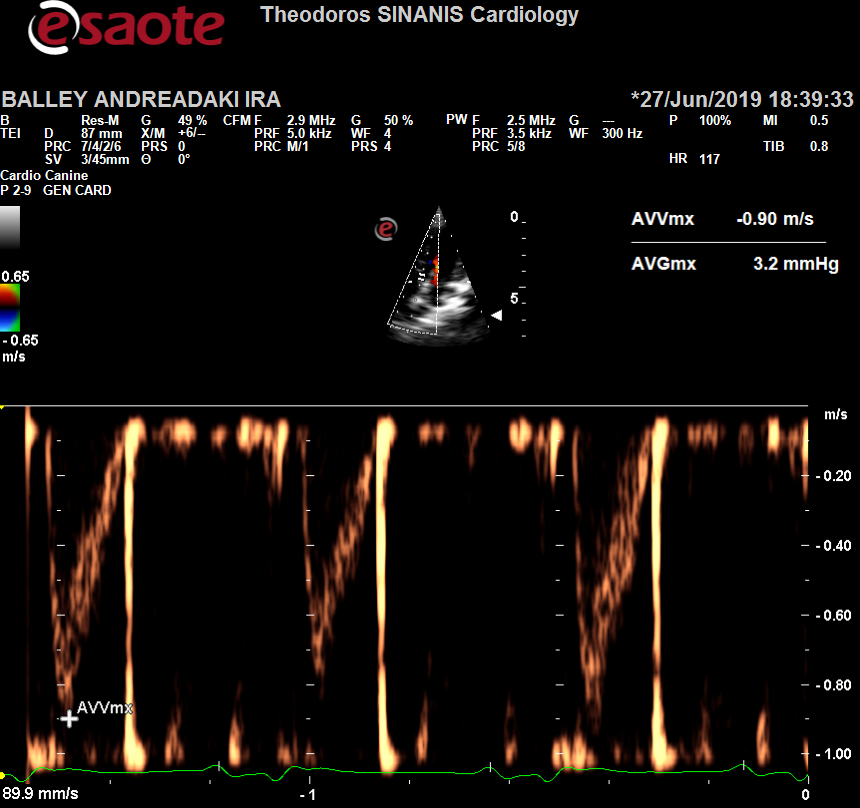 esaote
Theodoros SINANIS Cardiology
BALLEY ANDREADAKI IRA *27/Jun/2019 18:39:33
B Res-M G 49 % CFM F 2.9 MHz G 50 % PW F 2.5 MHz G --- P 100% MI 0.5
TEI D 87 mm X/M +6/-- PRF 5.0 kHz WF 4 PRF 3.5 kHz WF 300 Hz
PRC 7/4/2/6 PRS 0 PRC M/1 PRS 4 PRC 5/8 TIB 0.8
SV 3/45mm Θ 0° HR 117
Cardio Canine
P 2-9 GEN CARD
e
0
5
AVVmx -0.90 m/s
AVGmx 3.2 mmHg
0.65
- 0.65
m/s
m/s
- 0.20
- 0.40
- 0.60
- 0.80
- 1.00
AVVmx
89.9 mm/s -1 0